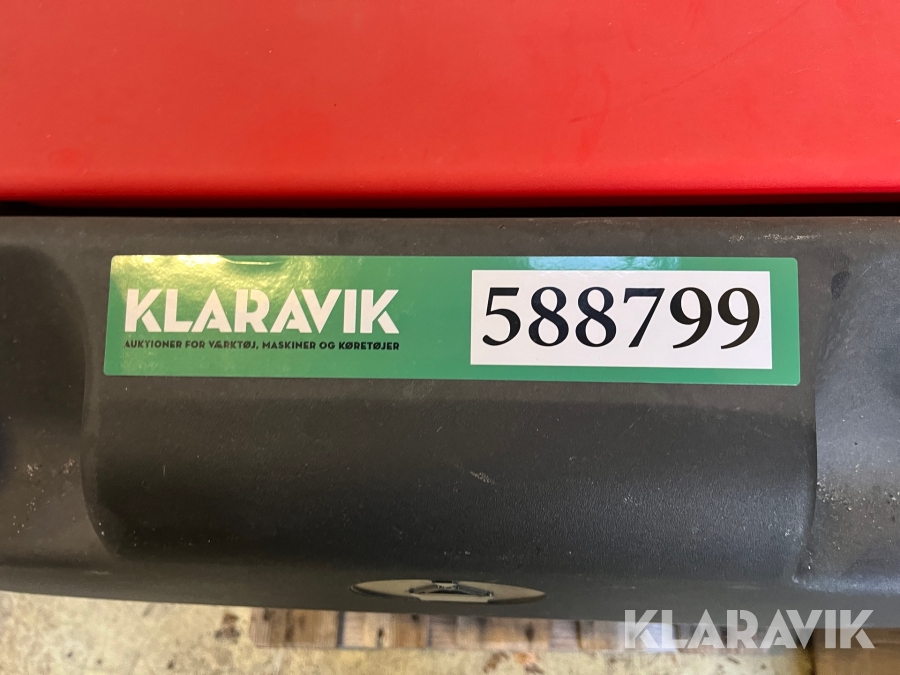 KLARAVIK
AUKTIONER FOR VÆRKTØJ, MASKINER OG KØRETØJER
588799
KLARAVIK